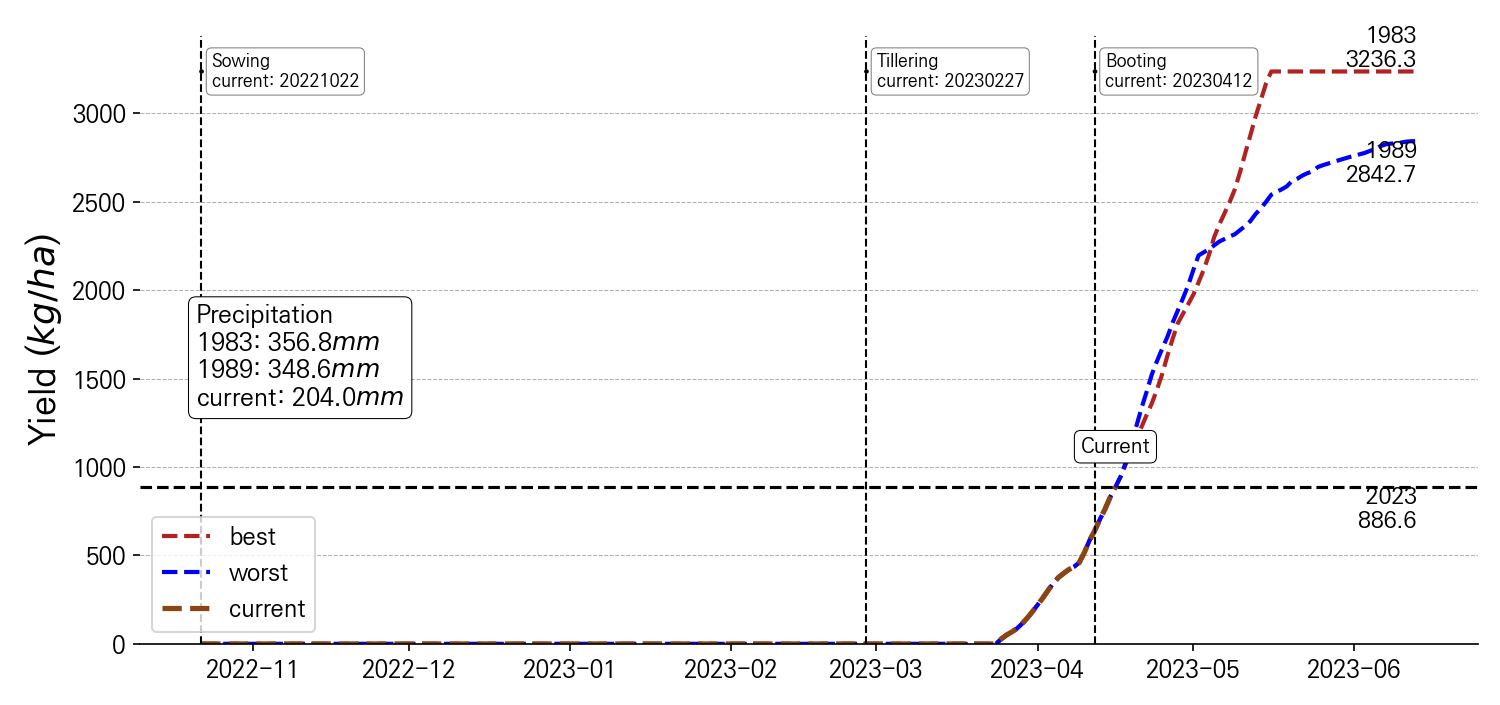 1983
3236.3
Sowing
current: 20221022
Tillering
current: 20230227
Booting
current: 20230412
3000
1989
2842.7
2500
Yield (kg/ha)
2000
Precipitation
1983: 356.8mm
1989: 348.6mm
current: 204.0mm
1500
Current
1000
2023
886.6
best
worst
current
500
0
2022-11
2022-12
2023-01
2023-02
2023-03
2023-04
2023-05
2023-06